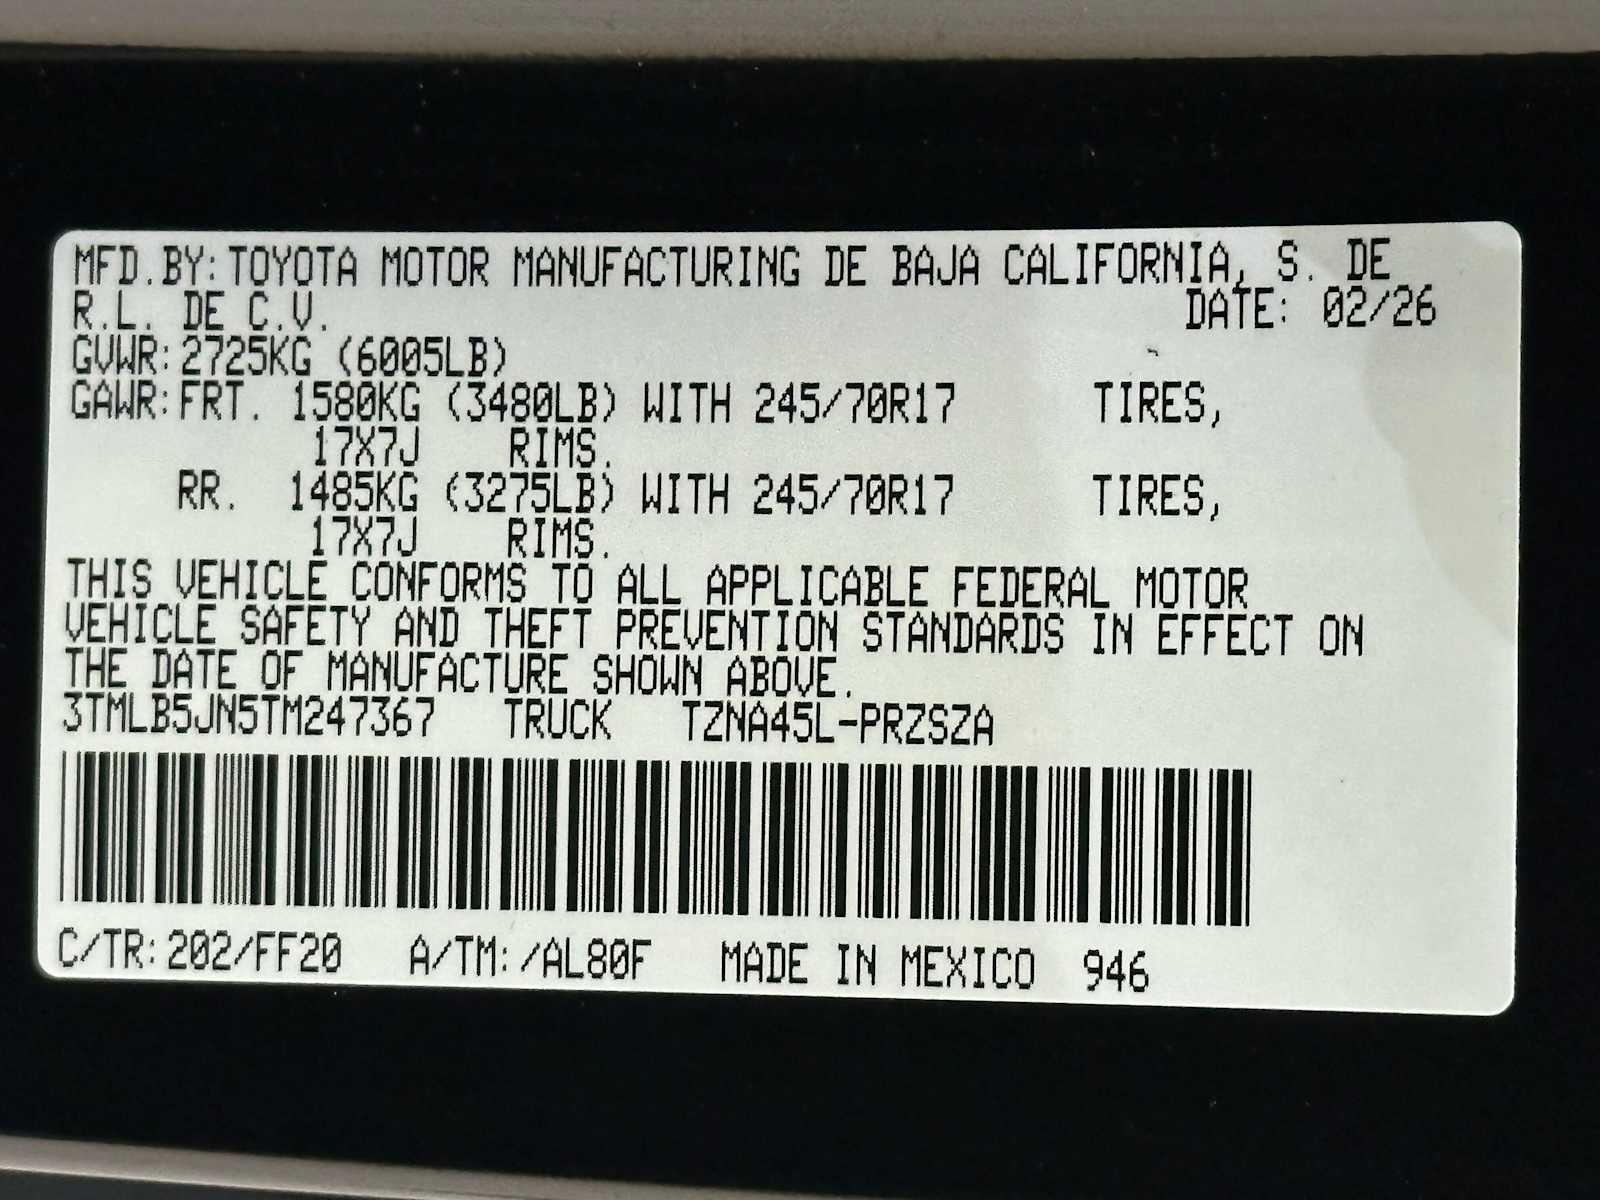 MFD.BY:TOYOTA MOTOR MANUFACTURING DE BAJA CALIFORNIA, S. DE
R.L. DE C.V. DATE: 02/26
GVWR:2725KG (6005LB)
GAWR:FRT. 1580KG (3480LB) WITH 245/70R17 TIRES,
17X7J RIMS.
RR. 1485KG (3275LB) WITH 245/70R17 TIRES,
17X7J RIMS.
THIS VEHICLE CONFORMS TO ALL APPLICABLE FEDERAL MOTOR
VEHICLE SAFETY AND THEFT PREVENTION STANDARDS IN EFFECT ON
THE DATE OF MANUFACTURE SHOWN ABOVE.
3TMLB5JN5TM247367 TRUCK TZNA45L-PRZSZA
C/TR:202/FF20 A/TM:/AL80F MADE IN MEXICO 946